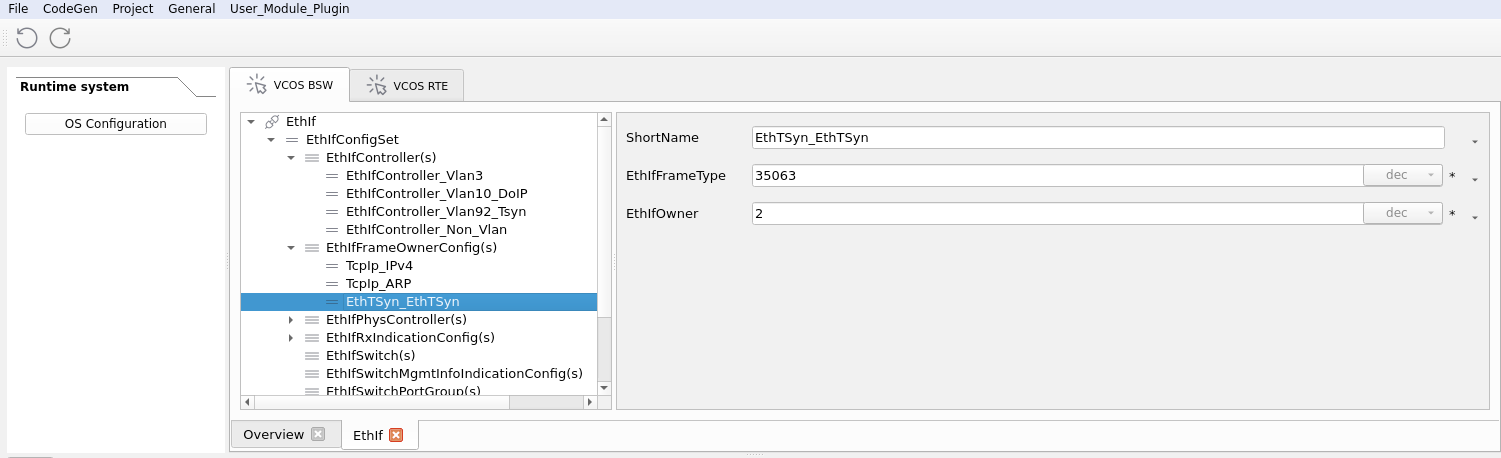 File CodeGen Project General User_Module_Plugin
Runtime system
OS Configuration
VCOS BSW VCOS RTE
EthIf
EthIfConfigSet
EthIfController(s)
EthIfController_Vlan3
EthIfController_Vlan10_DoIP
EthIfController_Vlan92_Tsyn
EthIfController_Non_Vlan
EthIfFrameOwnerConfig(s)
TcpIp_IPv4
TcpIp_ARP
EthTSyn_EthTSyn
EthIfPhysController(s)
EthIfRxIndicationConfig(s)
EthIfSwitch(s)
EthIfSwitchMgmtInfoIndicationConfig(s)
EthIfSwitchPortGroup(s)
ShortName EthTSyn_EthTSyn
EthIfFrameType 35063 dec *
EthIfOwner 2 dec *
Overview EthIf